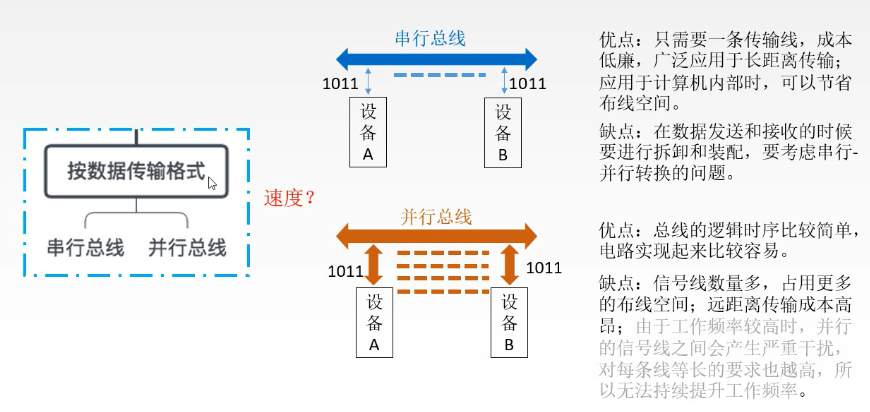 按数据传输格式
串行总线
并行总线
速度？
串行总线
1011
1011
设备A
设备B
优点：只需要一条传输线，成本
低廉，广泛应用于长距离传输；
应用于计算机内部时，可以节省
布线空间。
缺点：在数据发送和接收的时候
要进行拆卸和装配，要考虑串行-
并行转换的问题。
并行总线
1011
1011
设备A
设备B
优点：总线的逻辑时序比较简单，
电路实现起来比较容易。
缺点：信号线数量多，占用更多
的布线空间；远距离传输成本高
昂；由于工作频率较高时，并行
的信号线之间会产生严重干扰，
对每条线等长的要求也越高，所
以无法持续提升工作频率。